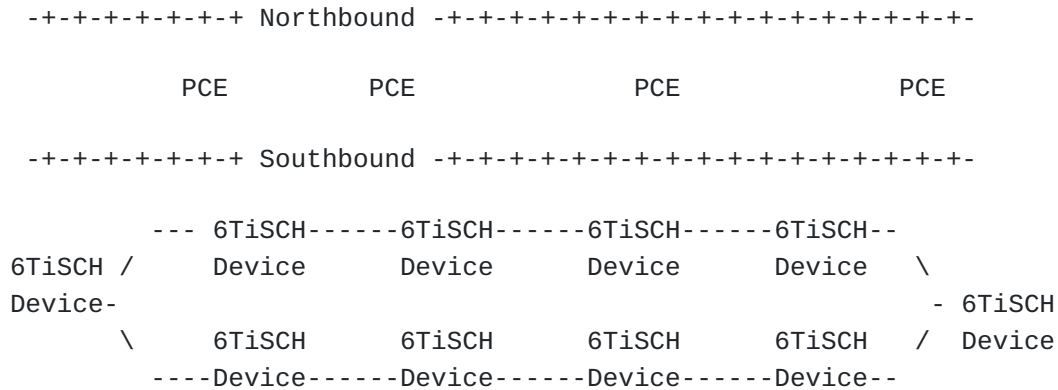 -+-+-+-+-+-+-+ Northbound -+-+-+-+-+-+-+-+-+-+-+-+-+-+-+-
PCE PCE PCE PCE
-+-+-+-+-+-+-+ Southbound -+-+-+-+-+-+-+-+-+-+-+-+-+-+-+-
--- 6TiSCH------6TiSCH------6TiSCH------6TiSCH--
6TiSCH / Device Device Device Device \
Device- - 6TiSCH
\ 6TiSCH 6TiSCH 6TiSCH 6TiSCH / Device
----Device------Device------Device------Device--